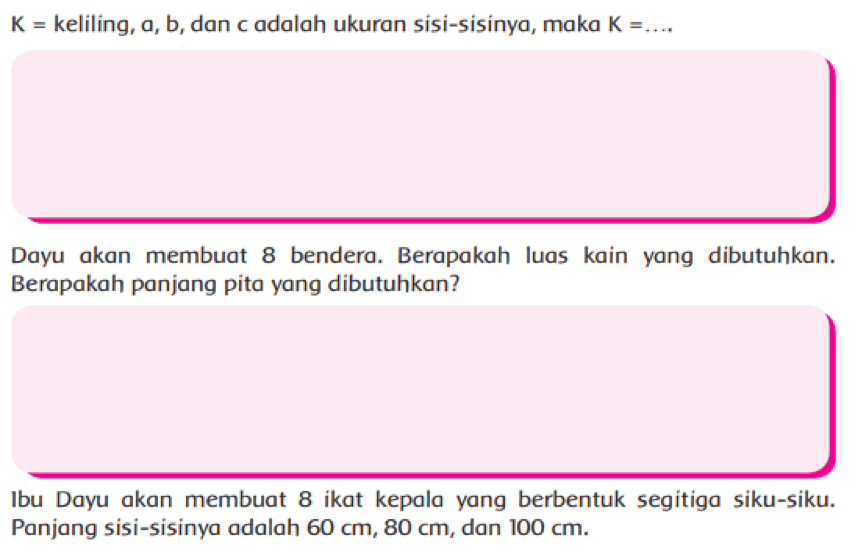 K = keliling, a, b, dan c adalah ukuran sisi-sisinya, maka K =....
Dayu akan membuat 8 bendera. Berapakah luas kain yang dibutuhkan.
Berapakah panjang pita yang dibutuhkan?
Ibu Dayu akan membuat 8 ikat kepala yang berbentuk segitiga siku-siku.
Panjang sisi-sisinya adalah 60 cm, 80 cm, dan 100 cm.